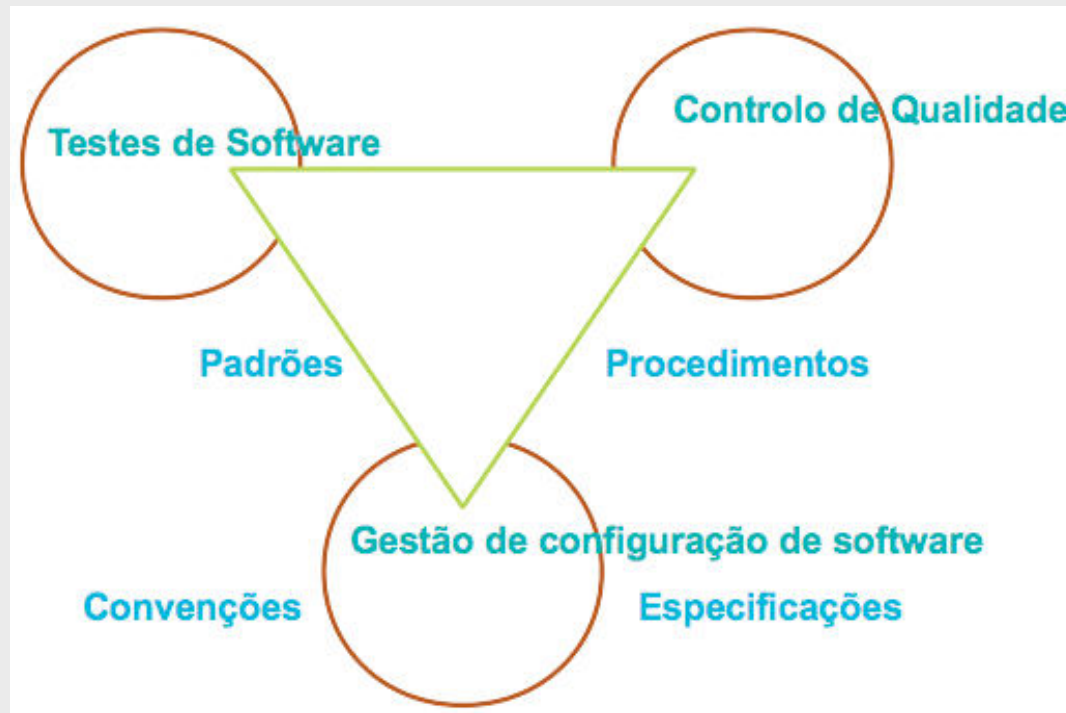 Controlo de Qualidade
Testes de Software
Padrões
Procedimentos
Gestão de configuração de software
Convenções
Especificações